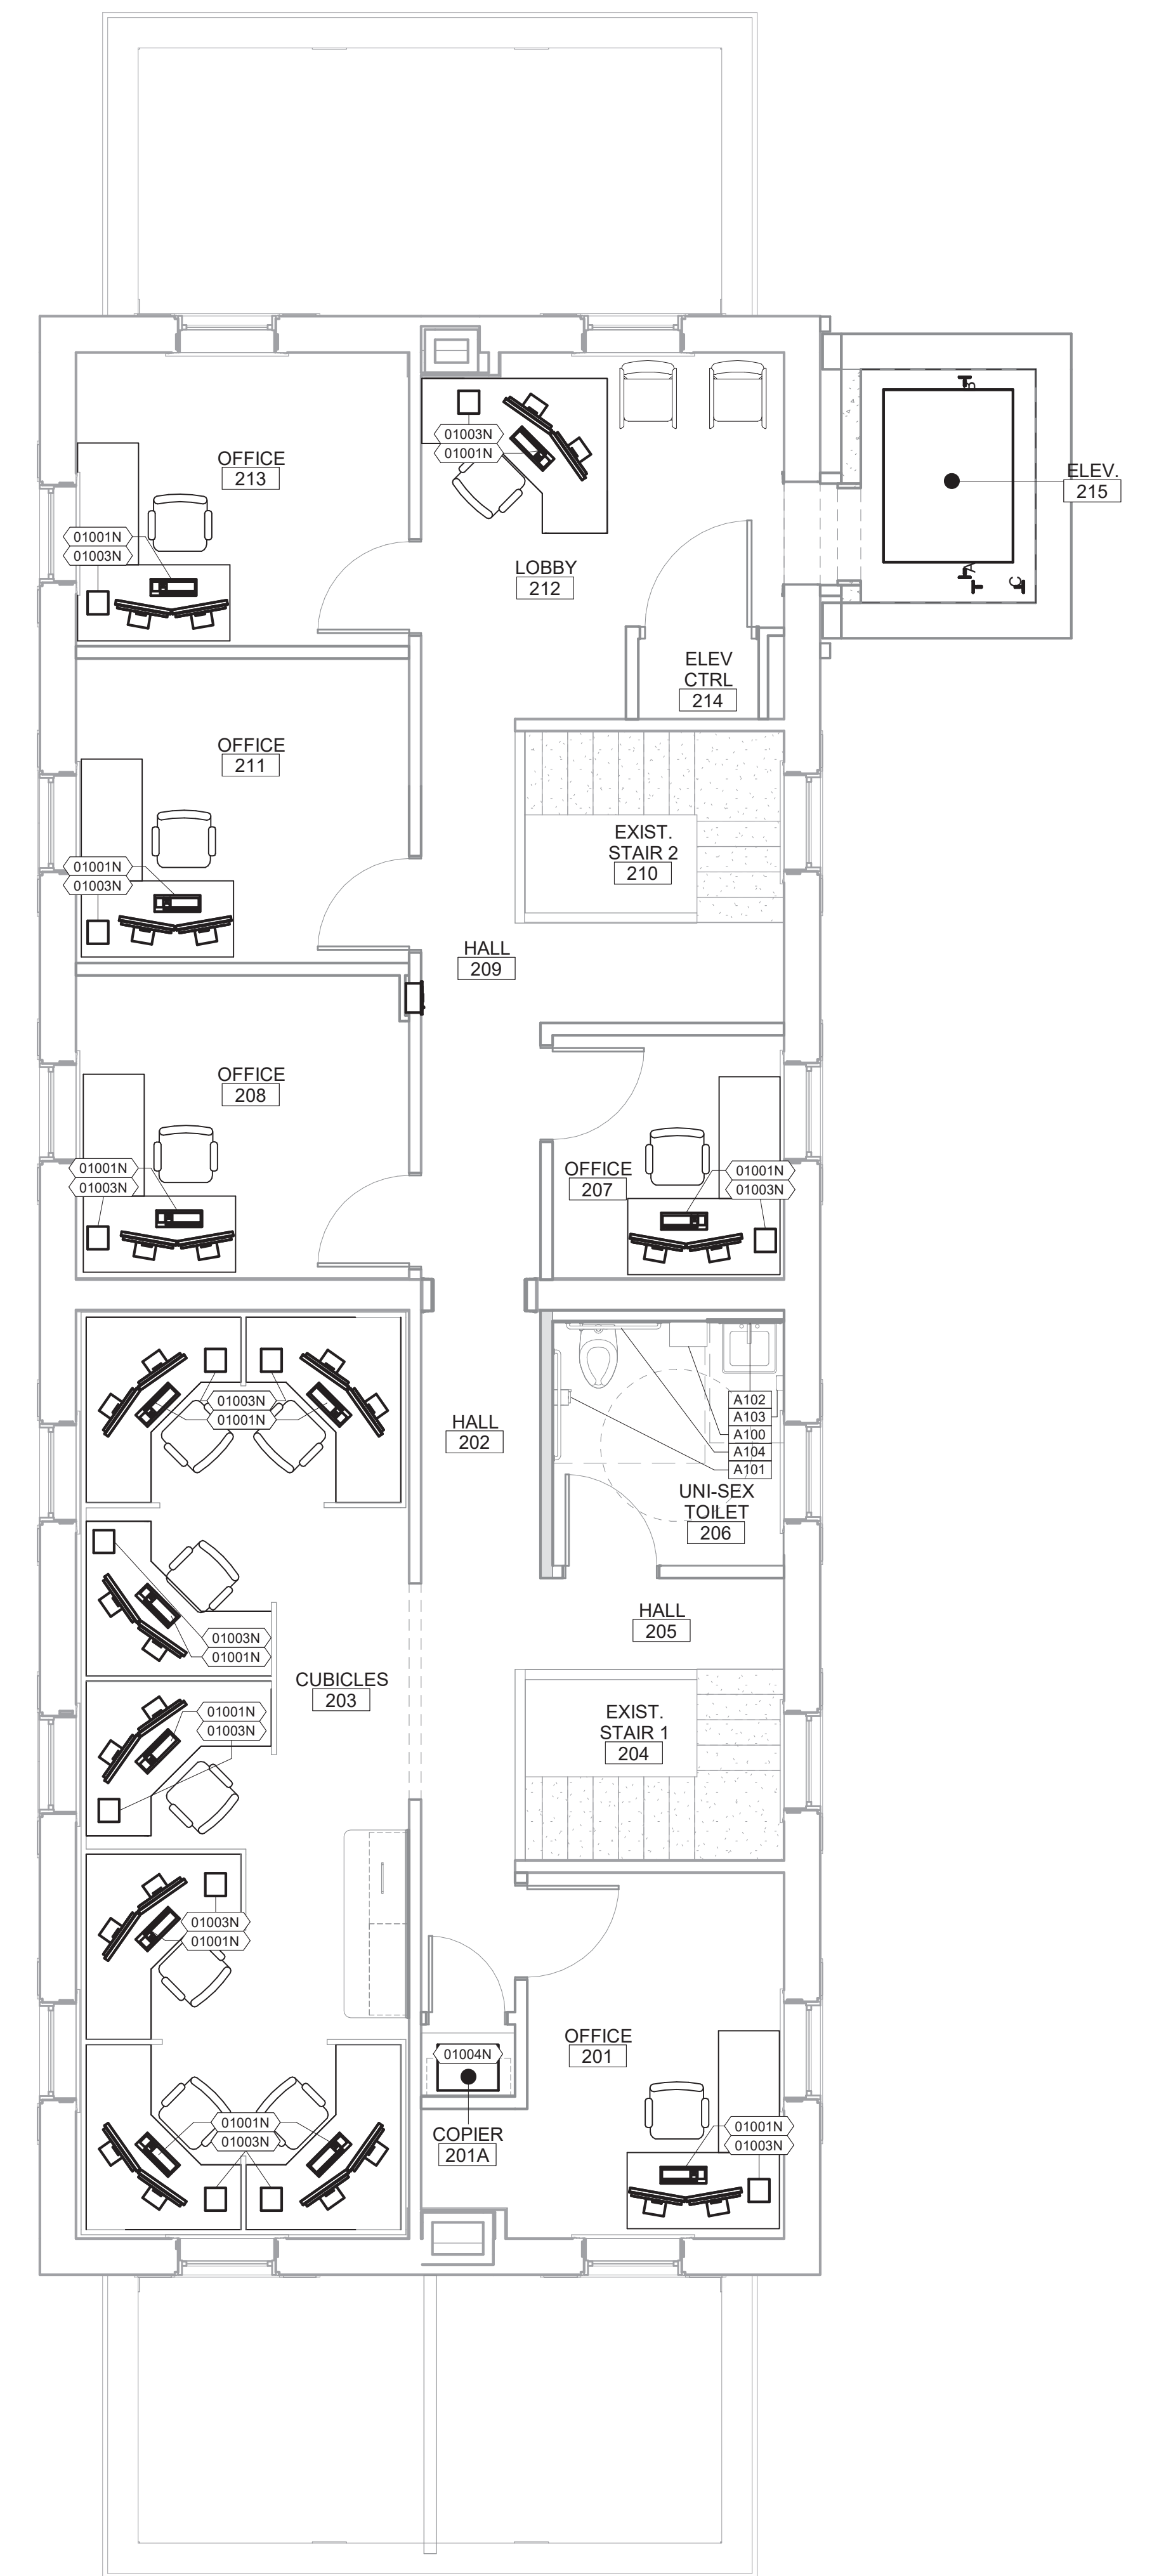 OFFICE
213
01001N
01003N
01003N
01001N
LOBBY
212
B
A
C
ELEV.
215
ELEV
CTRL
214
OFFICE
211
01001N
01003N
EXIST.
STAIR 2
210
HALL
209
OFFICE
208
01001N
01003N
OFFICE
207
01001N
01003N
01003N
01001N
HALL
202
A102
A103
A100
A104
A101
UNI-SEX
TOILET
206
01003N
01001N
HALL
205
CUBICLES
203
01001N
01003N
EXIST.
STAIR 1
204
01003N
01001N
OFFICE
201
01004N
COPIER
201A
01001N
01003N
01001N
01003N